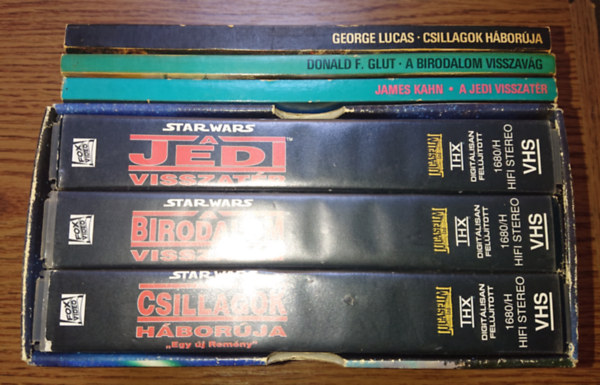 GEORGE LUCAS · CSILLAGOK HÁBORÚJA
DONALD F. GLUT · A BIRODALOM VISSZAVÁG
JAMES KAHN • A JEDI VISSZATÉR
FOX VIDEO
STAR WARS
A
JEDI
VISSZATÉR
LUCASFILM
THX
DIGITÁLISAN
FELÚJÍTOTT
1680/H
HIFI STEREO
VHS
FOX VIDEO
STAR WARS
BIRODALOM
LUCASFILM
THX
DIGITÁLISAN
FELÚJÍTOTT
1680/H
HIFI STEREO
VHS
FOX VIDEO
STAR WARS
CSILLAGOK
HÁBORÚJA
„Egy új Remény"
LUCASFILM
THX
DIGITÁLISAN
FELÚJÍTOTT
1680/H
HIFI STEREO
VHS